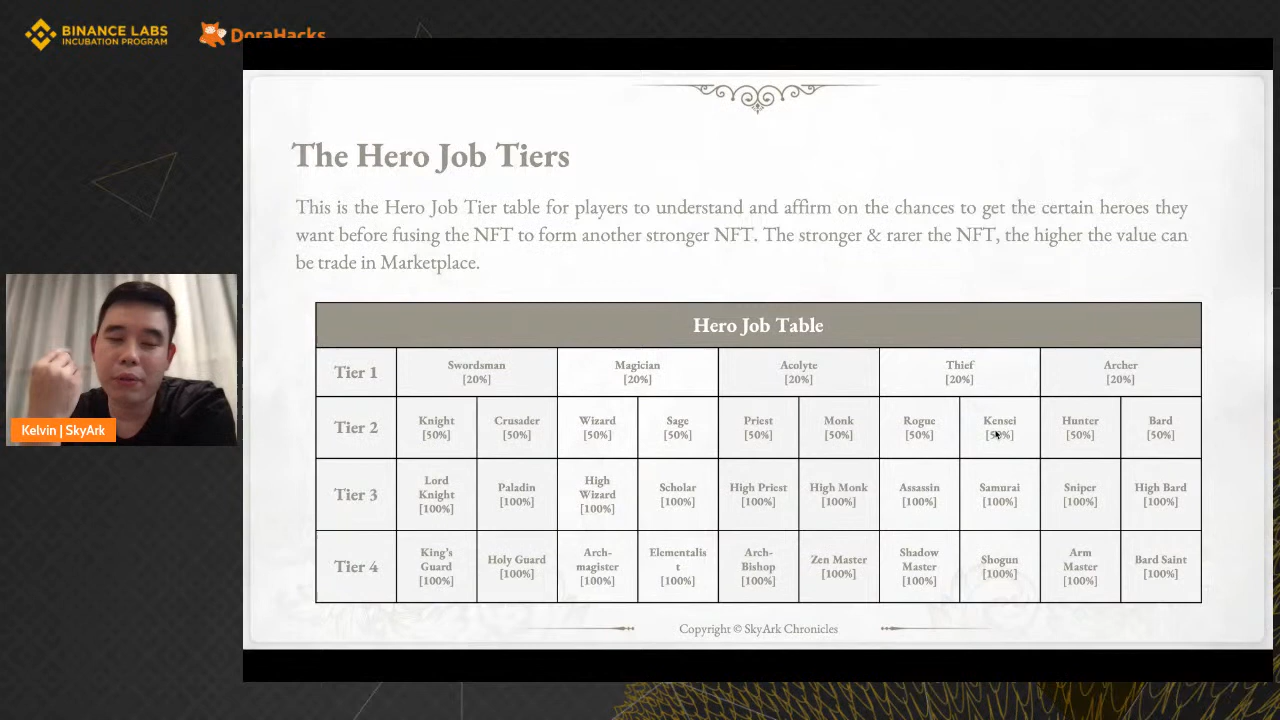 BINANCE LABS
INCUBATION PROGRAM
DoraHacks
The Hero Job Tiers
This is the Hero Job Tier table for players to understand and affirm on the chances to get the certain heroes they
want before fusing the NFT to form another stronger NFT. The stronger & rarer the NFT, the higher the value can
be trade in Marketplace.
Hero Job Table
Tier 1
Swordsman
[20%]
Magician
[20%]
Acolyte
[20%]
Thief
[20%]
Archer
[20%]
Tier 2
Knight
[50%]
Crusader
[50%]
Wizard
[50%]
Sage
[50%]
Priest
[50%]
Monk
[50%]
Rogue
[50%]
Kensei
[50%]
Hunter
[50%]
Bard
[50%]
Tier 3
Lord
Knight
[100%]
Paladin
[100%]
High
Wizard
[100%]
Scholar
[100%]
High Priest
[100%]
High Monk
[100%]
Assassin
[100%]
Samurai
[100%]
Sniper
[100%]
High Bard
[100%]
Tier 4
King's
Guard
[100%]
Holy Guard
[100%]
Arch-
magister
[100%]
Elementalis
t
[100%]
Arch-
Bishop
[100%]
Zen Master
[100%]
Shadow
Master
[100%]
Shogun
[100%]
Arm
Master
[100%]
Bard Saint
[100%]
Copyright © SkyArk Chronicles
Kelvin | SkyArk